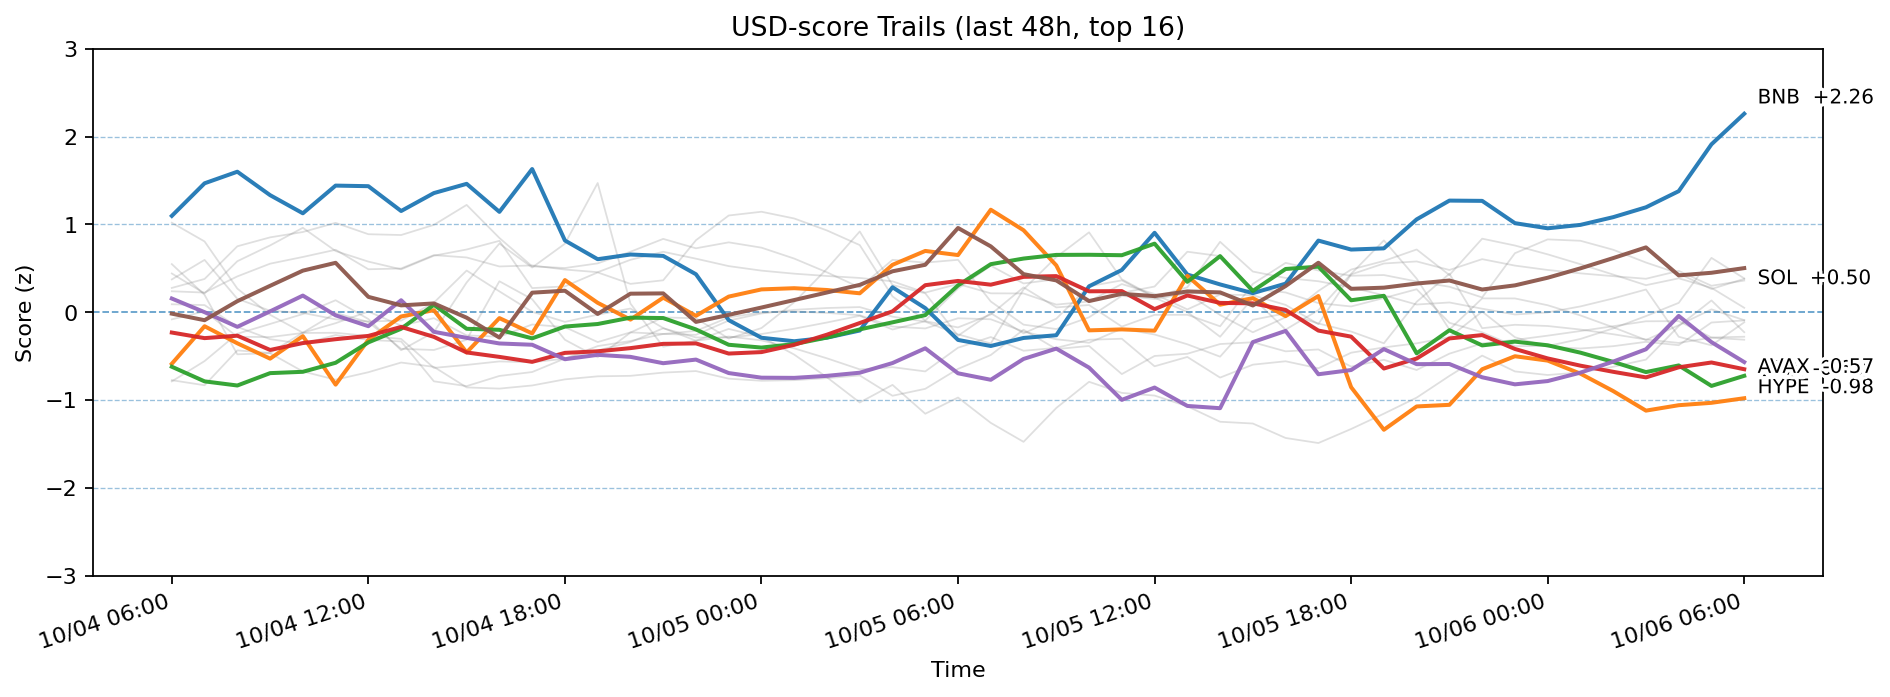 USD-score Trails (last 48h, top 16)
3
2
1
0
−1
−2
−3
Score (z)
BNB +2.26
SOL +0.50
AVAX
HYPE -0.98
10/04 06:00
10/04 12:00
10/04 18:00
10/05 00:00
10/05 06:00
10/05 12:00
10/05 18:00
10/06 00:00
10/06 06:00
Time